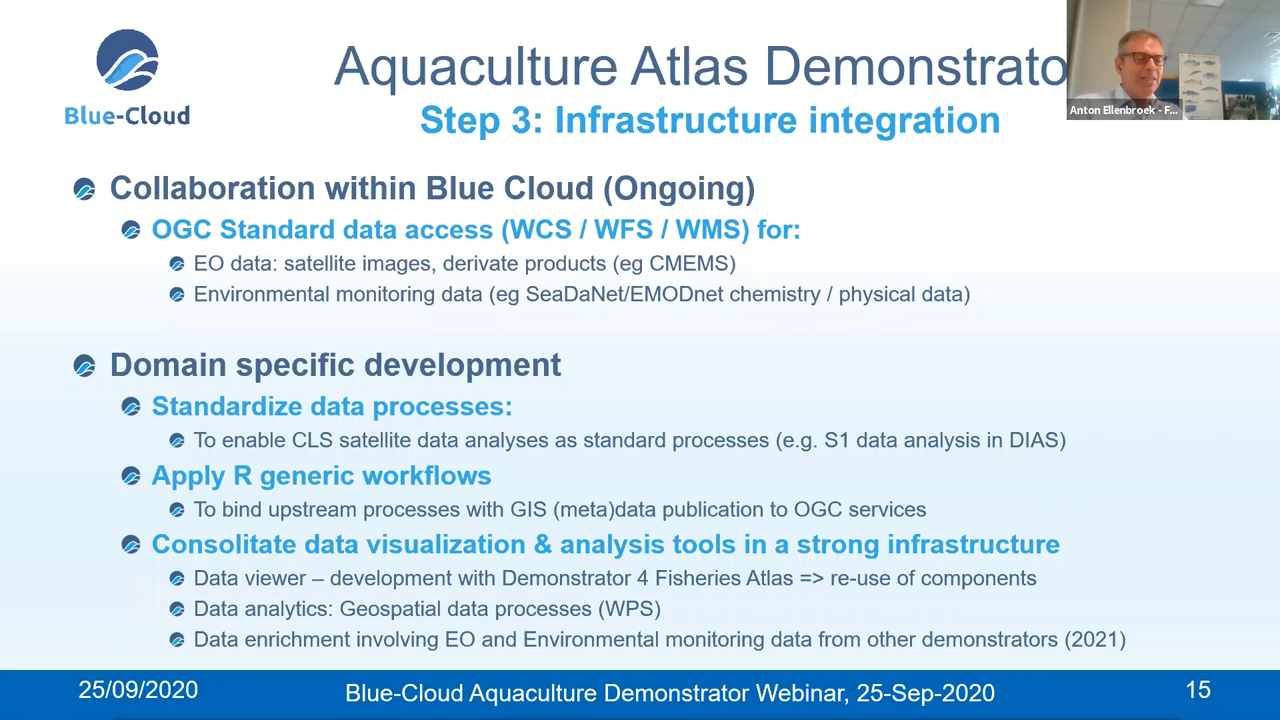 Blue-Cloud
Aquaculture Atlas Demonstrato
Anton Ellenbroek - F...
Step 3: Infrastructure integration
Collaboration within Blue Cloud (Ongoing)
OGC Standard data access (WCS / WFS / WMS) for:
EO data: satellite images, derivate products (eg CMEMS)
Environmental monitoring data (eg SeaDaNet/EMODnet chemistry / physical data)
Domain specific development
Standardize data processes:
To enable CLS satellite data analyses as standard processes (e.g. S1 data analysis in DIAS)
Apply R generic workflows
To bind upstream processes with GIS (meta)data publication to OGC services
Consolitate data visualization & analysis tools in a strong infrastructure
Data viewer – development with Demonstrator 4 Fisheries Atlas => re-use of components
Data analytics: Geospatial data processes (WPS)
Data enrichment involving EO and Environmental monitoring data from other demonstrators (2021)
25/09/2020
Blue-Cloud Aquaculture Demonstrator Webinar, 25-Sep-2020
15